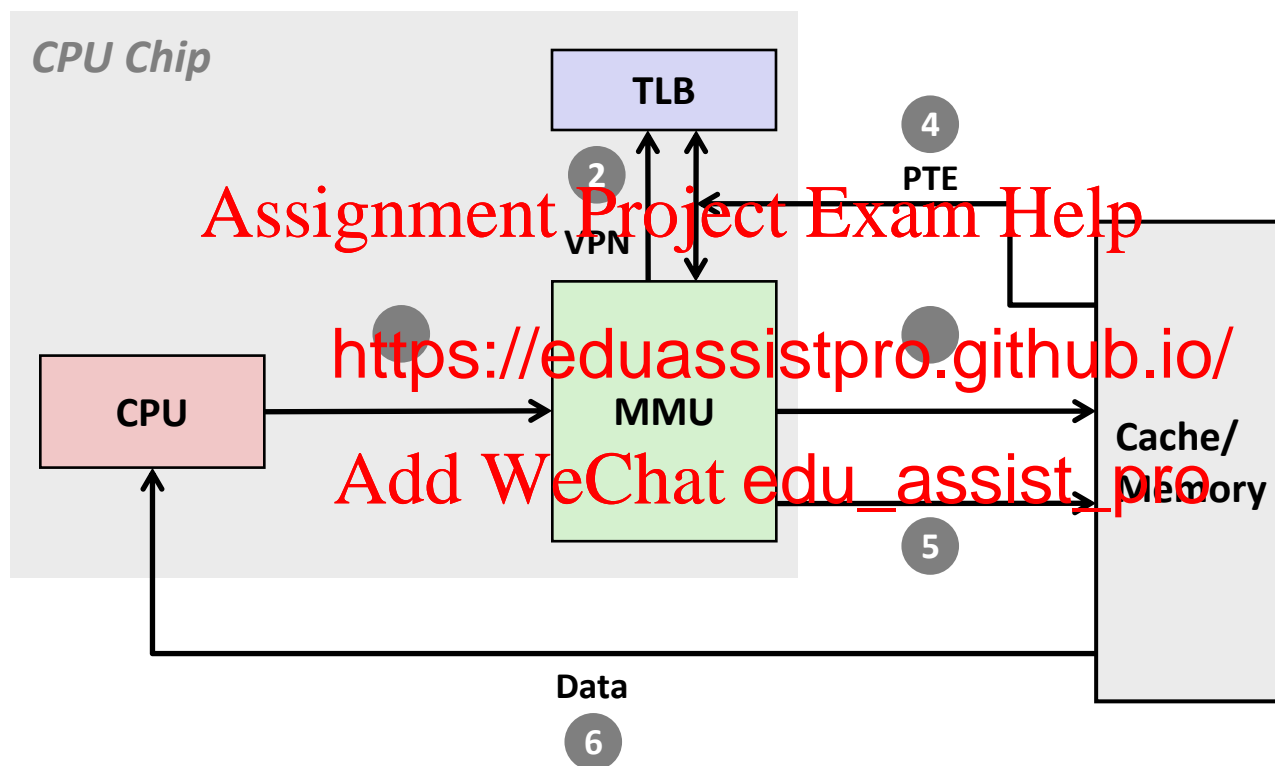 CPU Chip
TLB
4
2
PTE
Assignment Project Exam Help
VPN
https://eduassistpro.github.io/
CPU
MMU
Cache/
Memory
Add WeChat edu_assist_pro
5
Data
6